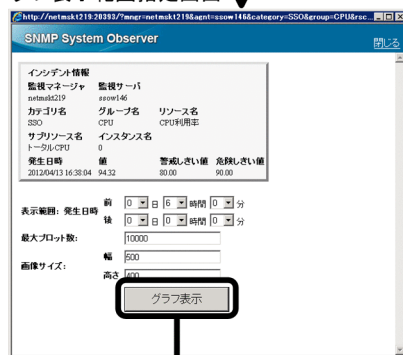 http://netmskt219:20393/?mngr=netmskt219&agnt=ssow146&category=SSO&group=CPU&rsc...
SNMP System Observer
閉じる
インシデント情報
監視マネージャ 監視サーバ
netmskt219 ssow146
カテゴリ名 グループ名 リソース名
SSO CPU CPU利用率
サブリソース名 インスタンス名
トータルCPU 0
発生日時 値 警戒しきい値 危険しきい値
2012/04/13 16:38:04 94.32 80.00 90.00
表示範囲: 発生日時 前 0 日 6 時間 0 分
後 0 日 0 時間 0 分
最大プロット数: 10000
画像サイズ: 幅 500
高さ 400
グラフ表示